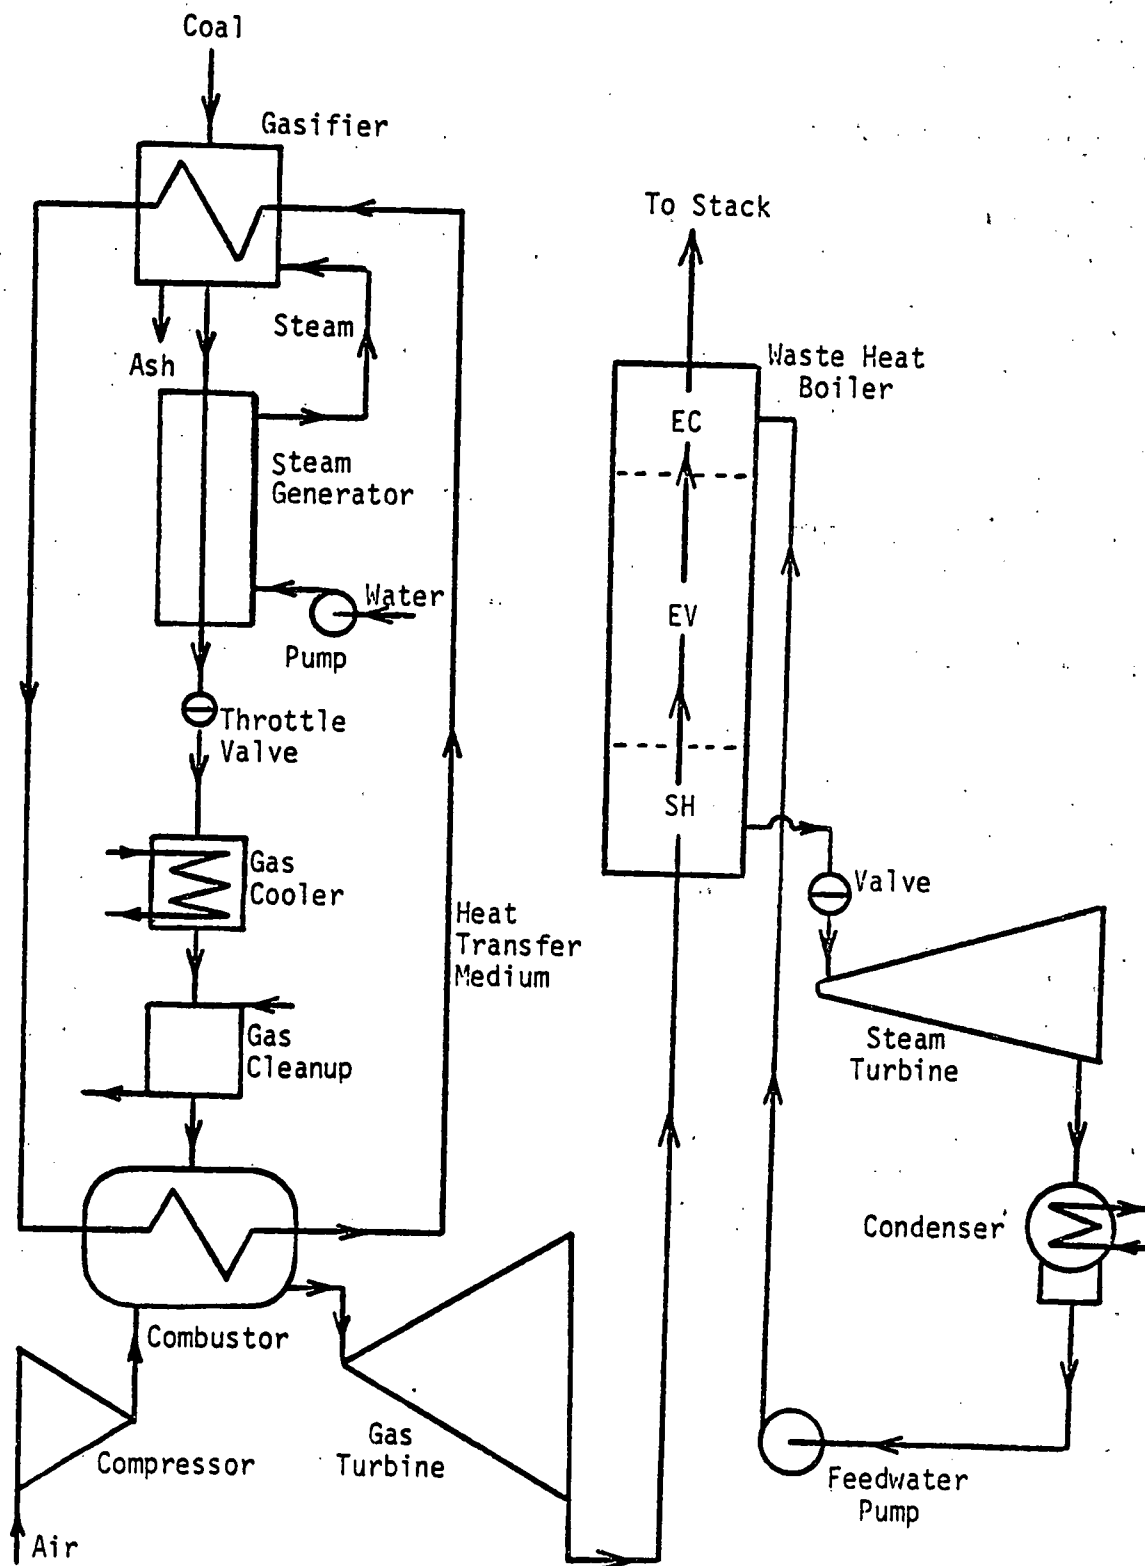 Coal
Gasifier
To Stack
Steam
Ash
Waste Heat
Boiler
EC
Steam
Generator
Water
EV
Pump
Throttle
Valve
SH
Gas
Cooler
Valve
Heat
Transfer
Medium
Gas
Cleanup
Steam
Turbine
Condenser
Combustor
Gas
Turbine
Compressor
Feedwater
Pump
Air